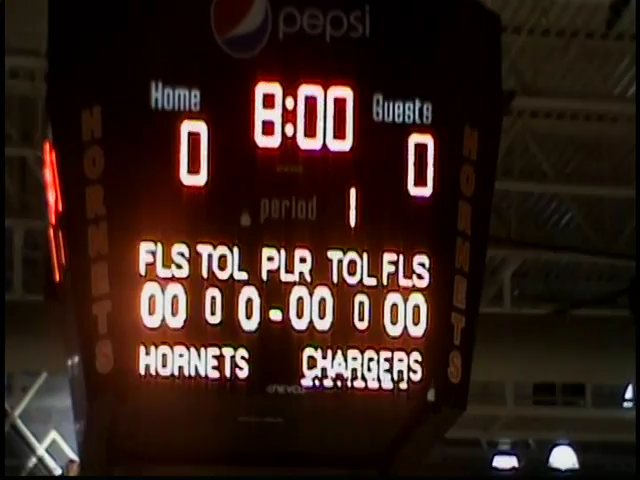 pepsi
Home 8:00 Guests
0 0
period 1
FLS TOL PLR TOL FLS
00 0 0-00 0 00
HORNETS CHARGERS
HORNETS
HORNETS